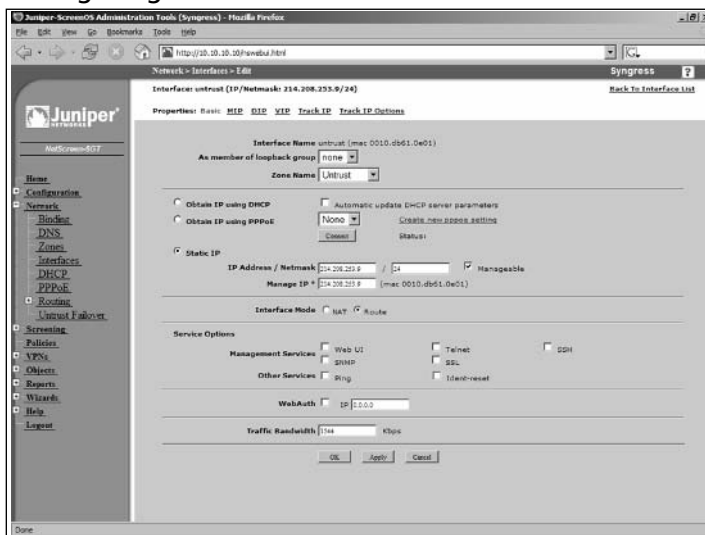 Juniper-ScreenOS Administration Tools (Syngress) - Mozilla Firefox
File Edit View Go Bookmarks Tools Help
http://10.10.10.10/nswebui.html
G.
Network > Interfaces > Edit
Syngress ?
Interface: untrust (IP/Netmask: 214.208.253.9/24)
Back To Interface List
Properties: Basic MIP DIP VIP Track IP Track IP Options
Juniper
NETWORKS
NetScreen-5GT
Home
Configuration
Network
Binding
DNS
Zones
Interfaces
DHCP
PPPoE
Routing
Untrust Failover
Screening
Policies
VPNs
Objects
Reports
Wizards
Help
Logout
Interface Name untrust (mac 0010.db61.0e01)
As member of loopback group none
Zone Name Untrust
Obtain IP using DHCP Automatic update DHCP server parameters
Obtain IP using PPPoE None Create new pppoe setting
Connect Status:
Static IP
IP Address / Netmask 214.208.253.9 / 24 Manageable
Manage IP * 214.208.253.9 (mac 0010.db61.0e01)
Interface Mode NAT Route
Service Options
Management Services Web UI Telnet SSH
SNMP SSL
Other Services Ping Ident-reset
WebAuth IP 0.0.0.0
Traffic Bandwidth 1544 Kbps
OK Apply Cancel
Done